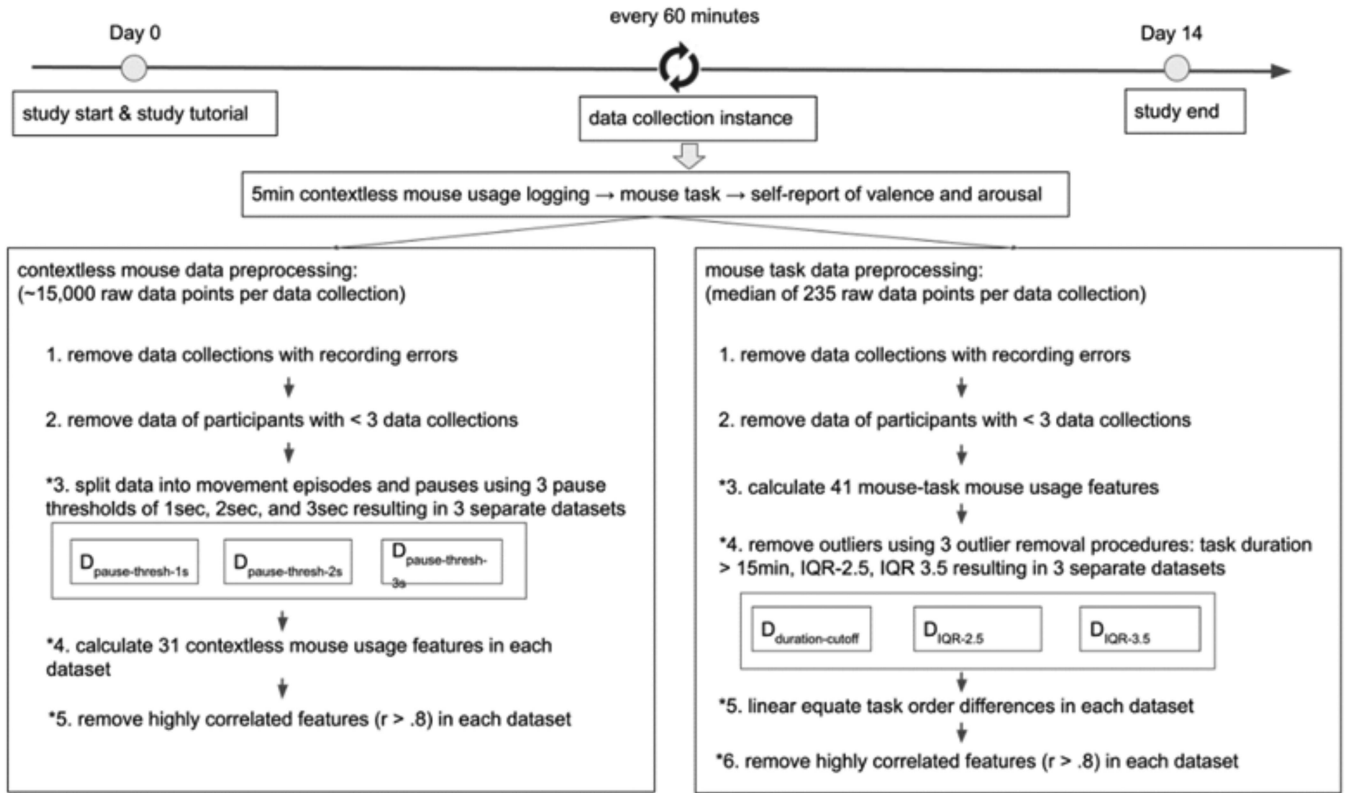 every 60 minutes
Day 0
Day 14
study start & study tutorial
data collection instance
study end
5min contextless mouse usage logging → mouse task → self-report of valence and arousal
contextless mouse data preprocessing:
(~15,000 raw data points per data collection)
1. remove data collections with recording errors
2. remove data of participants with < 3 data collections
*3. split data into movement episodes and pauses using 3 pause
thresholds of 1sec, 2sec, and 3sec resulting in 3 separate datasets
D pause-thresh-1s
D pause-thresh-2s
D pause-thresh-
3s
*4. calculate 31 contextless mouse usage features in each
dataset
*5. remove highly correlated features (r > .8) in each dataset
mouse task data preprocessing:
(median of 235 raw data points per data collection)
1. remove data collections with recording errors
2. remove data of participants with < 3 data collections
*3. calculate 41 mouse-task mouse usage features
*4. remove outliers using 3 outlier removal procedures: task duration
> 15min, IQR-2.5, IQR 3.5 resulting in 3 separate datasets
D duration-cutoff
D IQR-2.5
D IQR-3.5
*5. linear equate task order differences in each dataset
*6. remove highly correlated features (r > .8) in each dataset